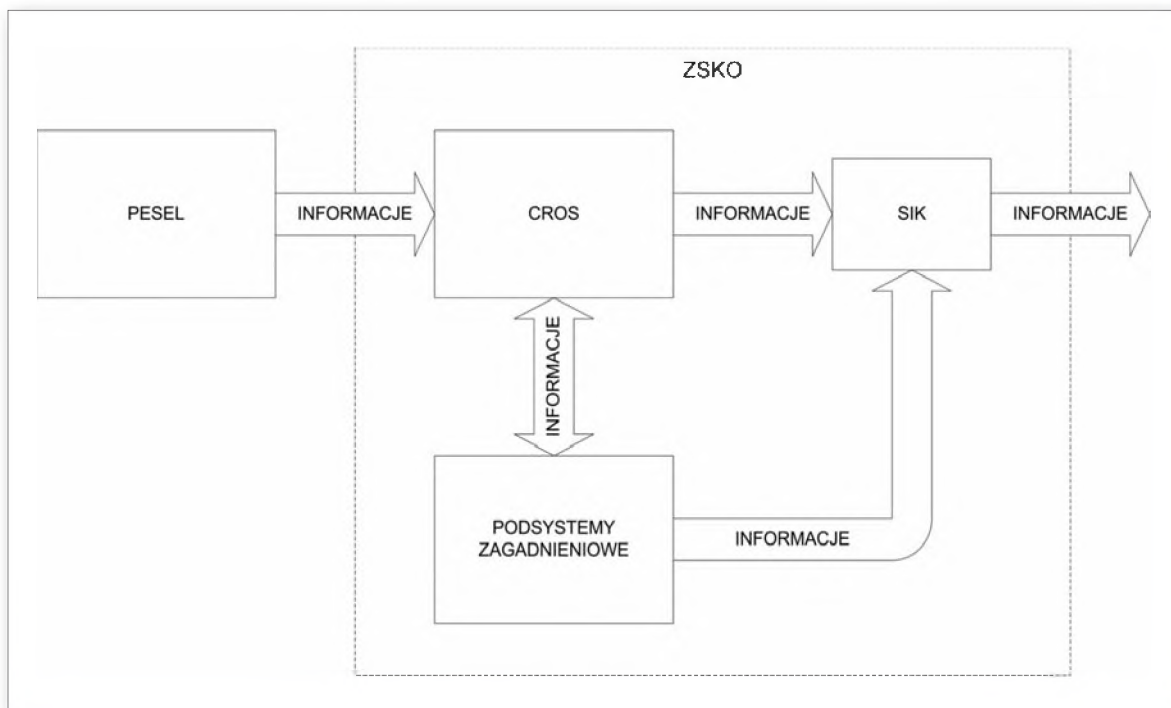 ZSKO
PESEL
INFORMACJE
CROS
INFORMACJE
SIK
INFORMACJE
INFORMACJE
PODSYSTEMY
ZAGADNIENIOWE
INFORMACJE